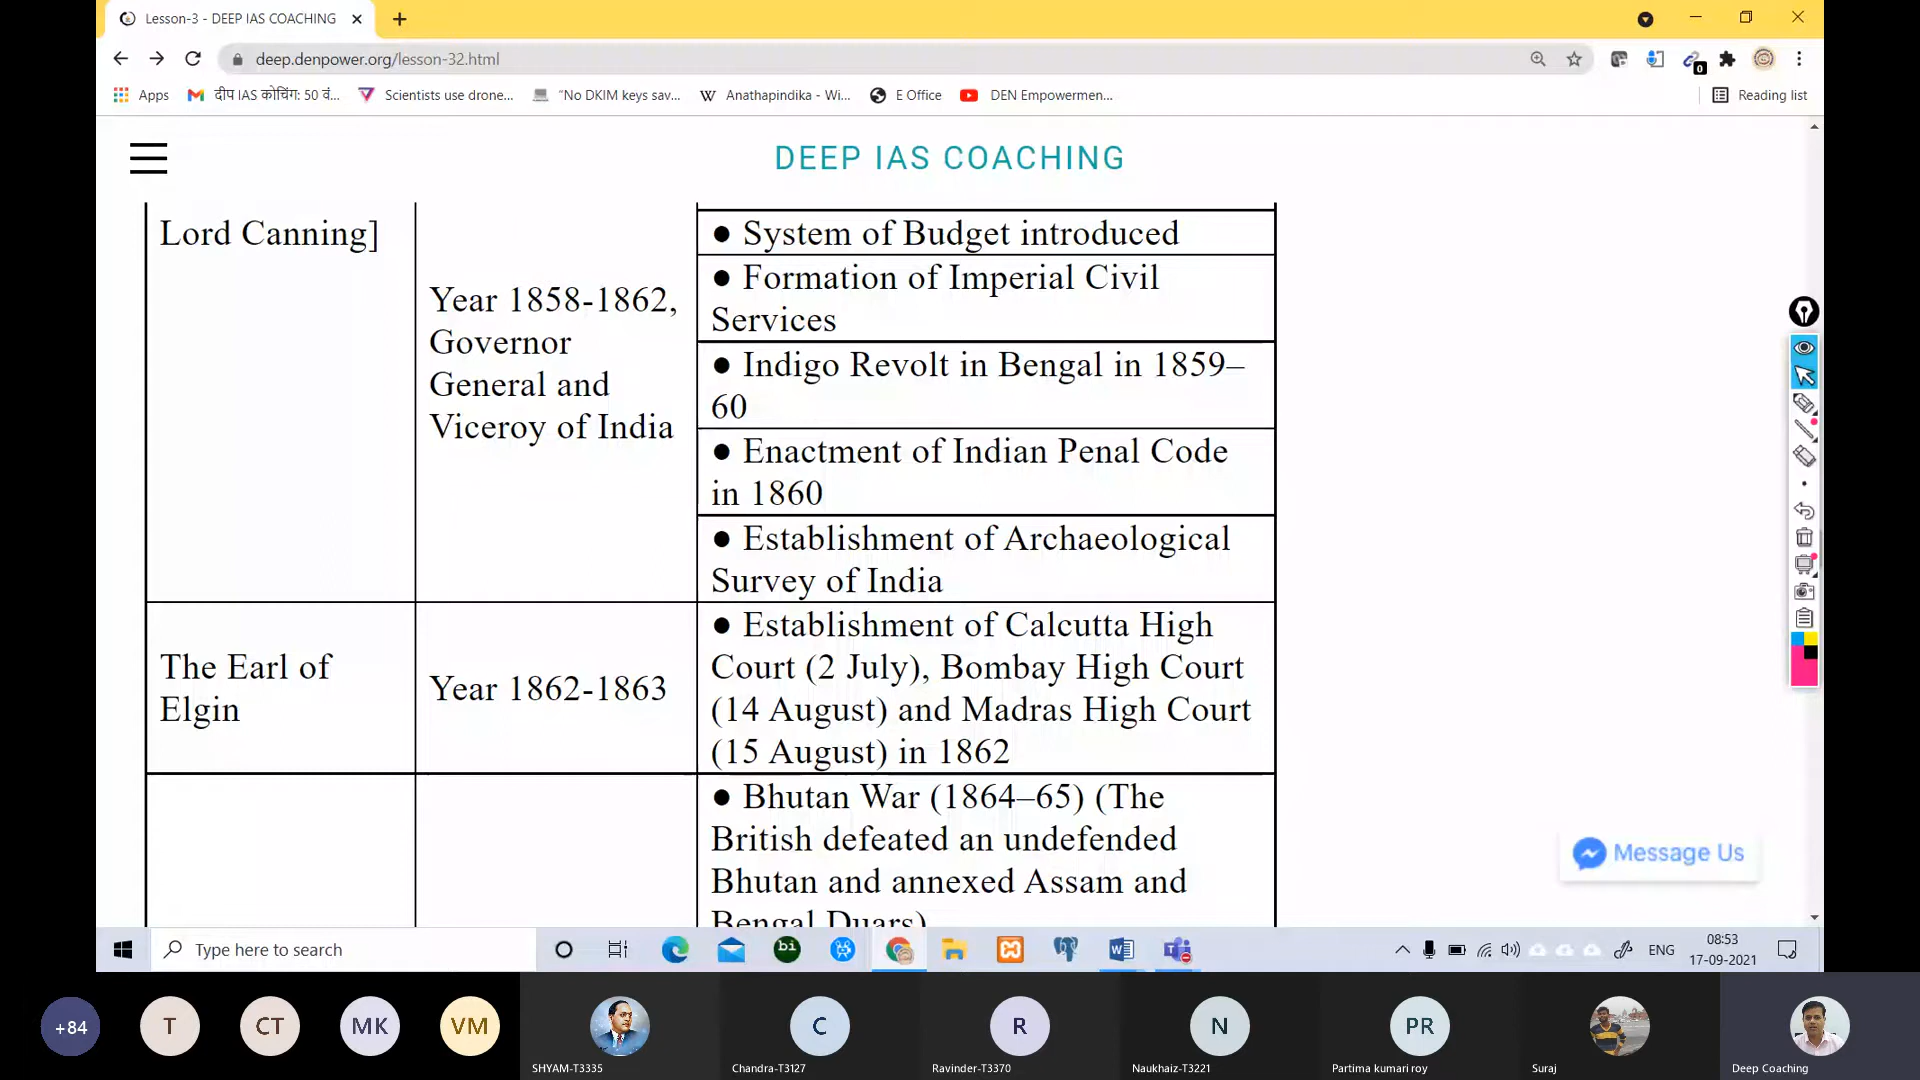 Lesson-3 - DEEP IAS COACHING
deep.denpower.org/lesson-32.html
0
Apps
दीप IAS कोचिंग: 50 वं...
Scientists use drone...
"No DKIM keys sav...
Anathapindika - Wi...
E Office
DEN Empowermen...
Reading list
DEEP IAS COACHING
Lord Canning]
Year 1858-1862,
Governor
General and
Viceroy of India
● System of Budget introduced
● Formation of Imperial Civil
Services
● Indigo Revolt in Bengal in 1859–
60
● Enactment of Indian Penal Code
in 1860
● Establishment of Archaeological
Survey of India
The Earl of
Elgin
Year 1862-1863
● Establishment of Calcutta High
Court (2 July), Bombay High Court
(14 August) and Madras High Court
(15 August) in 1862
● Bhutan War (1864–65) (The
British defeated an undefended
Bhutan and annexed Assam and
Bengal Duars)
Message Us
Type here to search
bi
ENG
08:53
17-09-2021
+84
T
CT
MK
VM
SHYAM-T3335
C
Chandra-T3127
R
Ravinder-T3370
N
Naukhaiz-T3221
PR
Partima kumari roy
Suraj
Deep Coaching